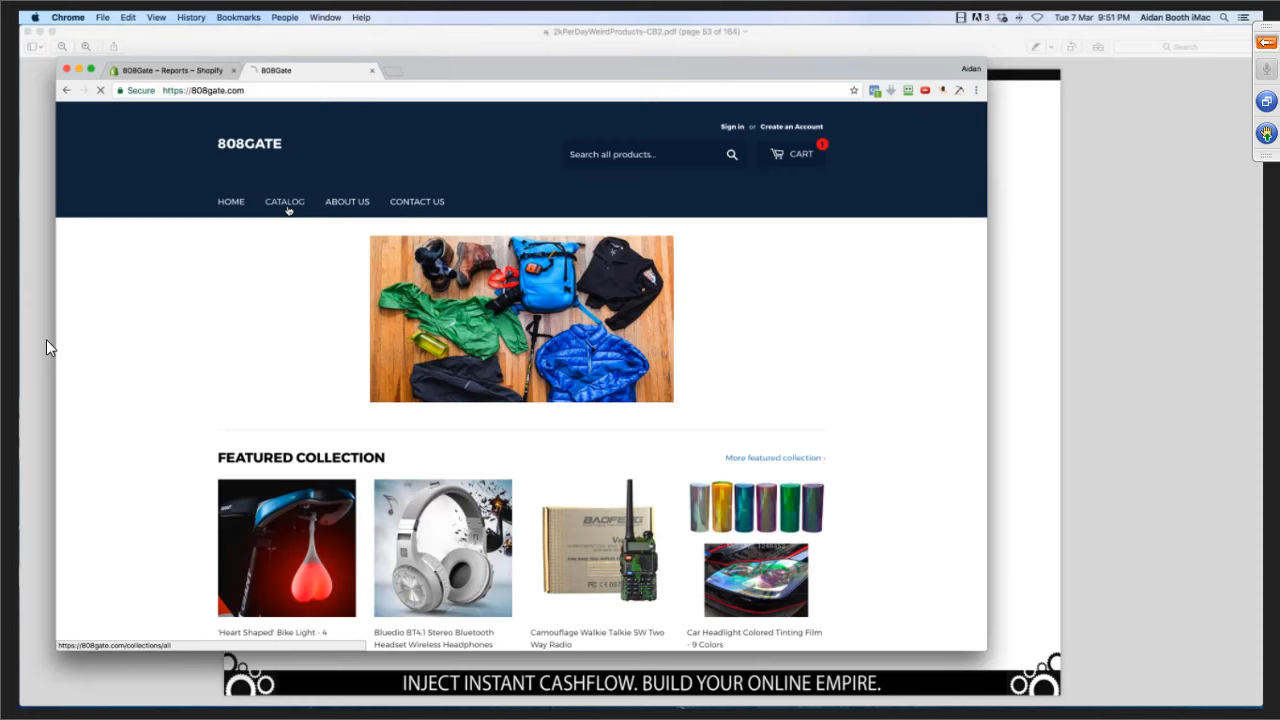 Chrome File Edit View History Bookmarks People Window Help
3 Tue 7 Mar 9:51 PM Aidan Booth iMac
2kPerDayWeirdProducts-CB2.pdf (page 53 of 164)
Search
808Gate – Reports – Shopify
808Gate
Aidan
Secure https://808gate.com
Sign in or Create an Account
808GATE
Search all products...
CART
1
HOME CATALOG ABOUT US CONTACT US
FEATURED COLLECTION
More featured collection ›
BAOFENG
'Heart Shaped' Bike Light - 4
Bluedio BT4.1 Stereo Bluetooth
Headset Wireless Headphones
Camouflage Walkie Talkie 5W Two
Way Radio
Car Headlight Colored Tinting Film
- 9 Colors
https://808gate.com/collections/all
INJECT INSTANT CASHFLOW. BUILD YOUR ONLINE EMPIRE.